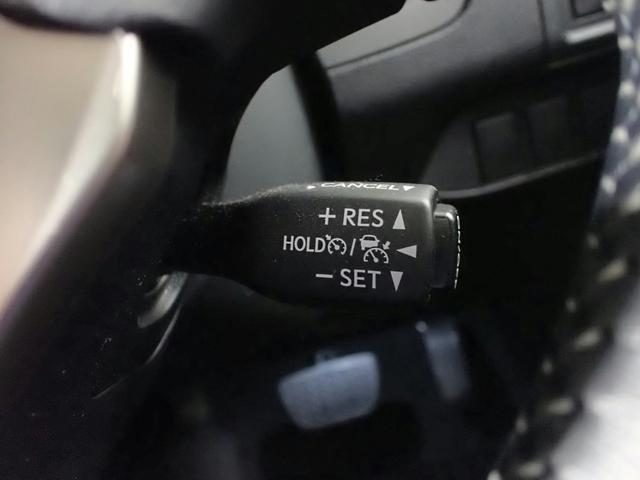 CANCEL
+ RES
HOLD /
- SET